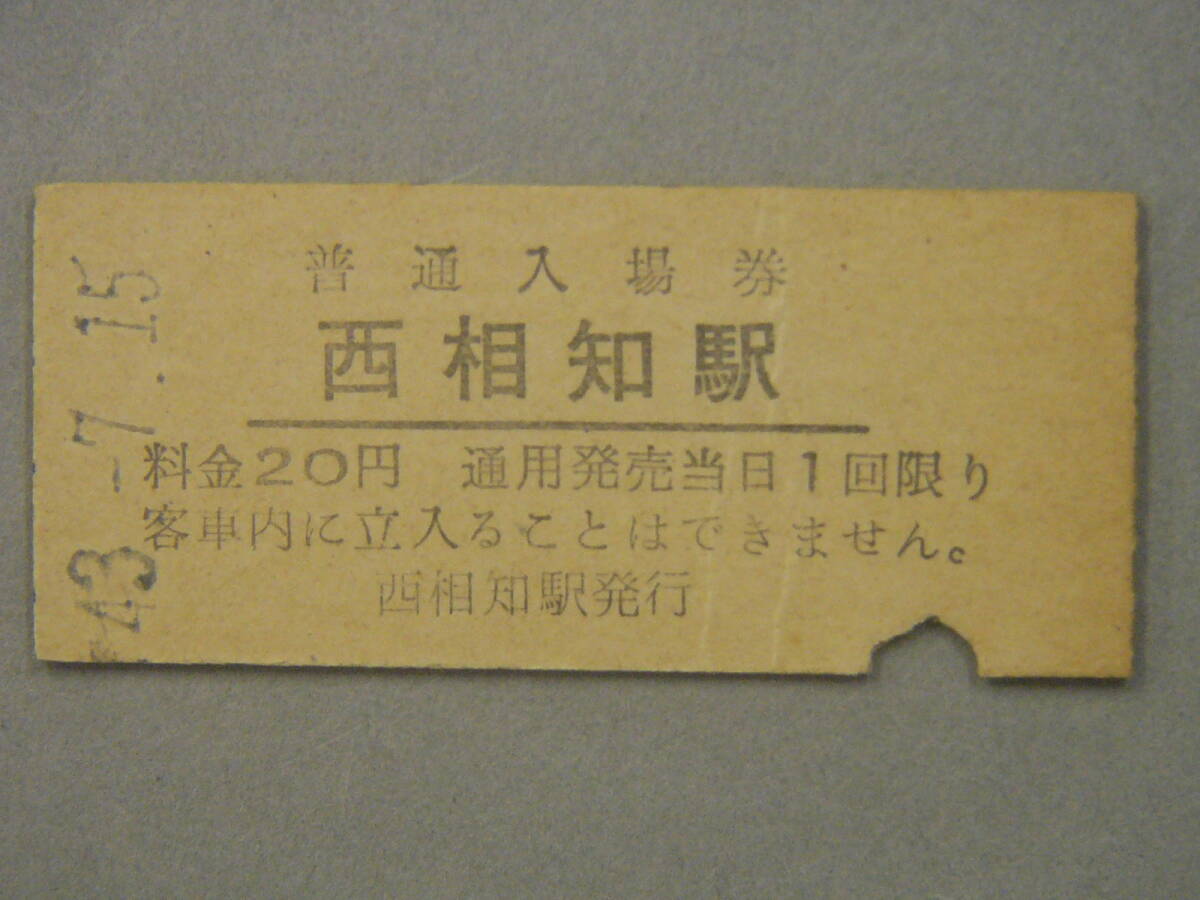 普通入場券
西相知駅
料金20円 通用発売当日1回限り
客車内に立入ることはできません。
西相知駅発行
43.-7.15